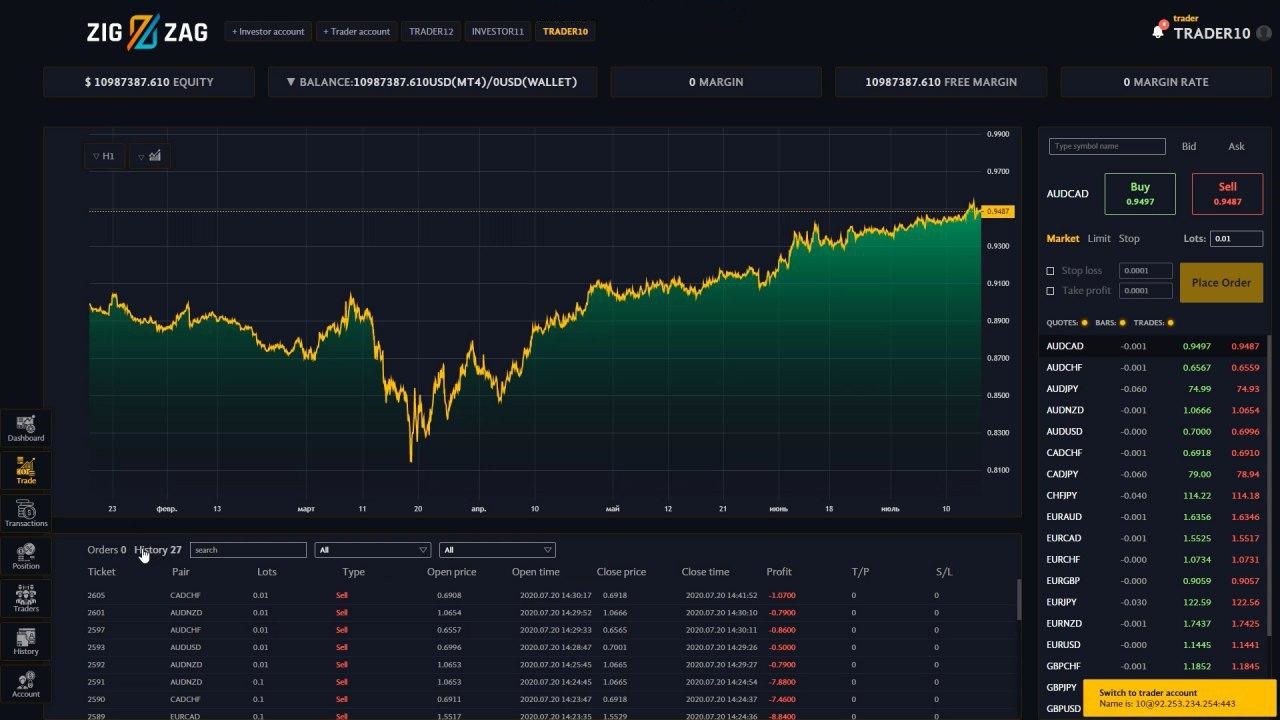 ZIG ZAG
+ Investor account
+ Trader account
TRADER12
INVESTOR11
TRADER10
4
trader
TRADER10
$ 10987387.610 EQUITY
▼ BALANCE:10987387.610USD(MT4)/0USD(WALLET)
0 MARGIN
10987387.610 FREE MARGIN
0 MARGIN RATE
▽ H1
0.9900
0.9700
0.9487
0.9300
0.9100
0.8900
0.8700
0.8500
0.8300
0.8100
23 февр. 13 март 11 20 апр. 10 май 12 21 июнь 18 июль 10
Type symbol name Bid Ask
AUDCAD
Buy
0.9497
Sell
0.9487
Market Limit Stop Lots: 0.01
Stop loss 0.0001
Take profit 0.0001
Place Order
QUOTES: BARS: TRADES:
AUDCAD -0.001 0.9497 0.9487
AUDCHF -0.001 0.6567 0.6559
AUDJPY -0.060 74.99 74.93
AUDNZD -0.001 1.0666 1.0654
AUDUSD -0.000 0.7000 0.6996
CADCHF -0.001 0.6918 0.6910
CADJPY -0.060 79.00 78.94
CHFJPY -0.040 114.22 114.18
EURAUD -0.001 1.6356 1.6346
EURCAD -0.001 1.5525 1.5517
EURCHF -0.000 1.0734 1.0731
EURGBP -0.000 0.9059 0.9057
EURJPY -0.030 122.59 122.56
EURNZD -0.001 1.7437 1.7425
EURUSD -0.000 1.1445 1.1441
GBPCHF -0.001 1.1852 1.1845
GBPJPY
GBPUSD
Dashboard
Trade
Transactions
Position
Traders
History
Account
Orders 0 History 27 search All All
Ticket Pair Lots Type Open price Open time Close price Close time Profit T/P S/L
2605 CADCHF 0.01 Sell 0.6908 2020.07.20 14:30:17 0.6918 2020.07.20 14:41:52 -1.0700 0 0
2601 AUDNZD 0.01 Sell 1.0654 2020.07.20 14:29:52 1.0666 2020.07.20 14:30:10 -0.7900 0 0
2597 AUDCHF 0.01 Sell 0.6557 2020.07.20 14:29:33 0.6565 2020.07.20 14:30:11 -0.8600 0 0
2593 AUDUSD 0.01 Sell 0.6996 2020.07.20 14:28:47 0.7001 2020.07.20 14:29:26 -0.5000 0 0
2592 AUDNZD 0.01 Sell 1.0653 2020.07.20 14:25:45 1.0665 2020.07.20 14:29:27 -0.7900 0 0
2591 AUDNZD 0.1 Sell 1.0653 2020.07.20 14:24:45 1.0665 2020.07.20 14:24:54 -7.8800 0 0
2590 CADCHF 0.1 Sell 0.6911 2020.07.20 14:23:47 0.6918 2020.07.20 14:24:37 -7.4600 0 0
2589 EURCAD 0.1 Sell 1.5517 2020.07.20 14:23:35 1.5529 2020.07.20 14:24:36 -8.8400 0 0
Switch to trader account
Name is: 10@92.253.234.254:443